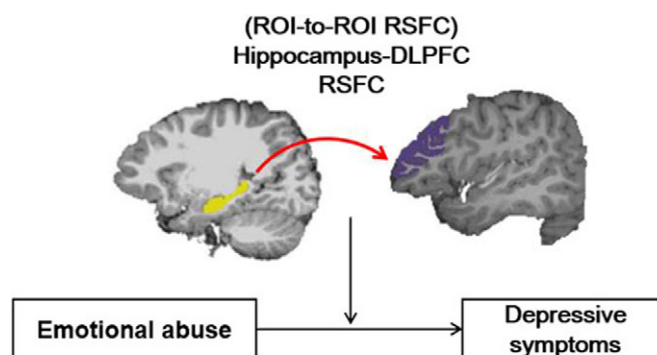 (ROI-to-ROI RSFC)
Hippocampus-DLPFC
RSFC
Emotional abuse
Depressive
symptoms